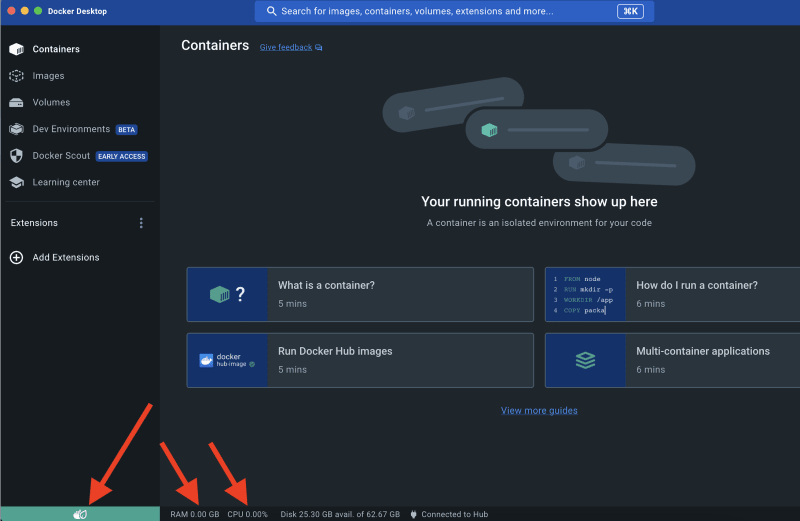 Docker Desktop
Search for images, containers, volumes, extensions and more...
⌘K
Containers
Images
Volumes
Dev Environments BETA
Docker Scout EARLY ACCESS
Learning center
Extensions
Add Extensions
Containers Give feedback
Your running containers show up here
A container is an isolated environment for your code
?
What is a container?
5 mins
1 FROM node
2 RUN mkdir -p
3 WORKDIR /app
4 COPY packa
How do I run a container?
6 mins
docker
hub-image
Run Docker Hub images
5 mins
Multi-container applications
6 mins
View more guides
RAM 0.00 GB CPU 0.00% Disk 25.30 GB avail. of 62.67 GB Connected to Hub